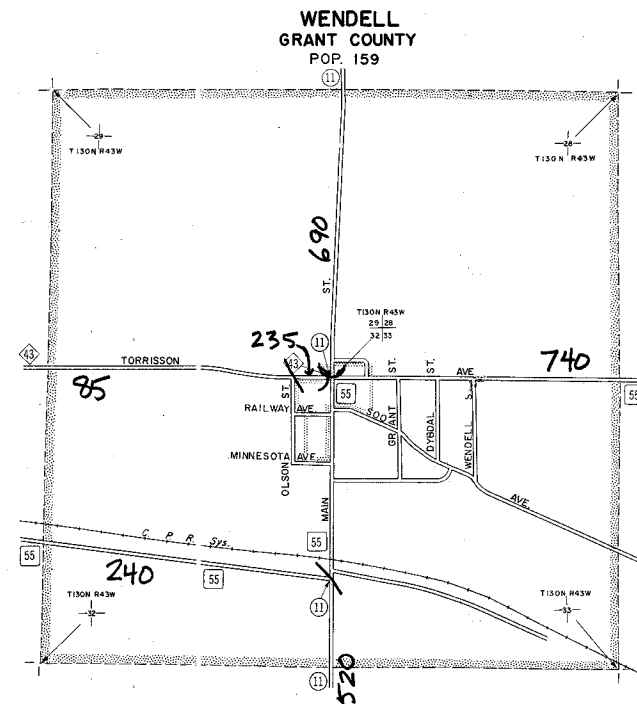 WENDELL
GRANT COUNTY
POP. 159
11
29
T130N R43W
28
T130N R43W
690
ST.
T130N R43W
29 28
32 33
235
11
43
TORRISSON
43
ST.
ST.
AVE
740
85
55
55
ST.
RAILWAY AVE.
SOO
GRANT
DYBDAL
WENDELL
S.
MINNESOTA AVE.
OLSON
MAIN
AVE.
C. P. R. Sys.
55
55
240
55
T130N R43W
32
11
T130N R43W
33
11
520